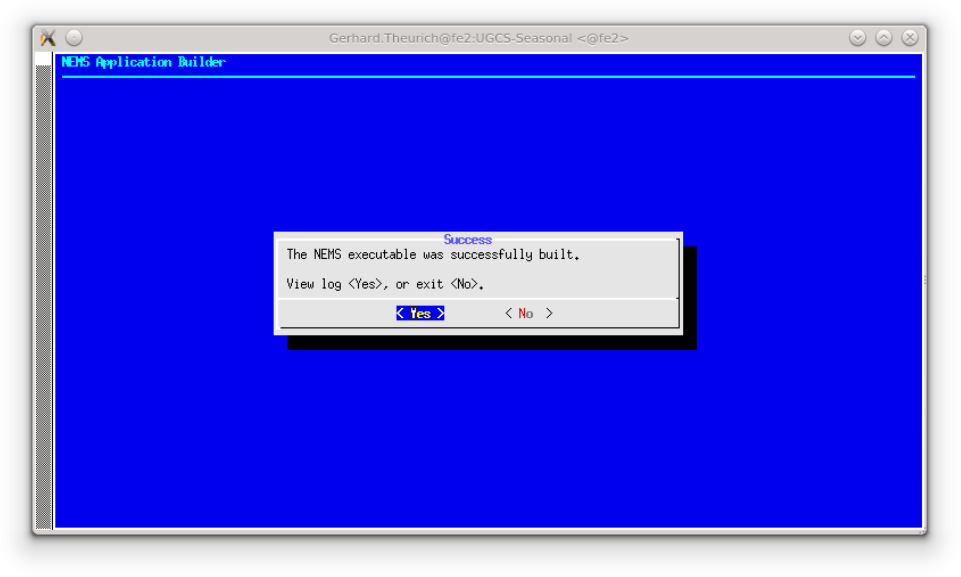 Gerhard.Theurich@fe2:UGCS-Seasonal <@fe2>
NEMS Application Builder
Success
The NEMS executable was successfully built.
View log <Yes>, or exit <No>.
< Yes > < No >